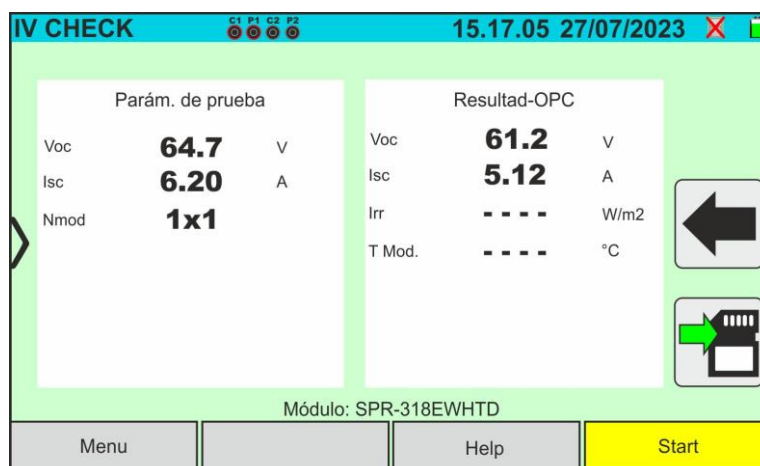 IV CHECK C1 P1 C2 P2 15.17.05 27/07/2023
Parám. de prueba
Voc 64.7 V
Isc 6.20 A
Nmod 1x1
Resultad-OPC
Voc 61.2 V
Isc 5.12 A
Irr - - - - W/m2
T Mod. - - - - °C
Módulo: SPR-318EWHTD
Menu Help Start